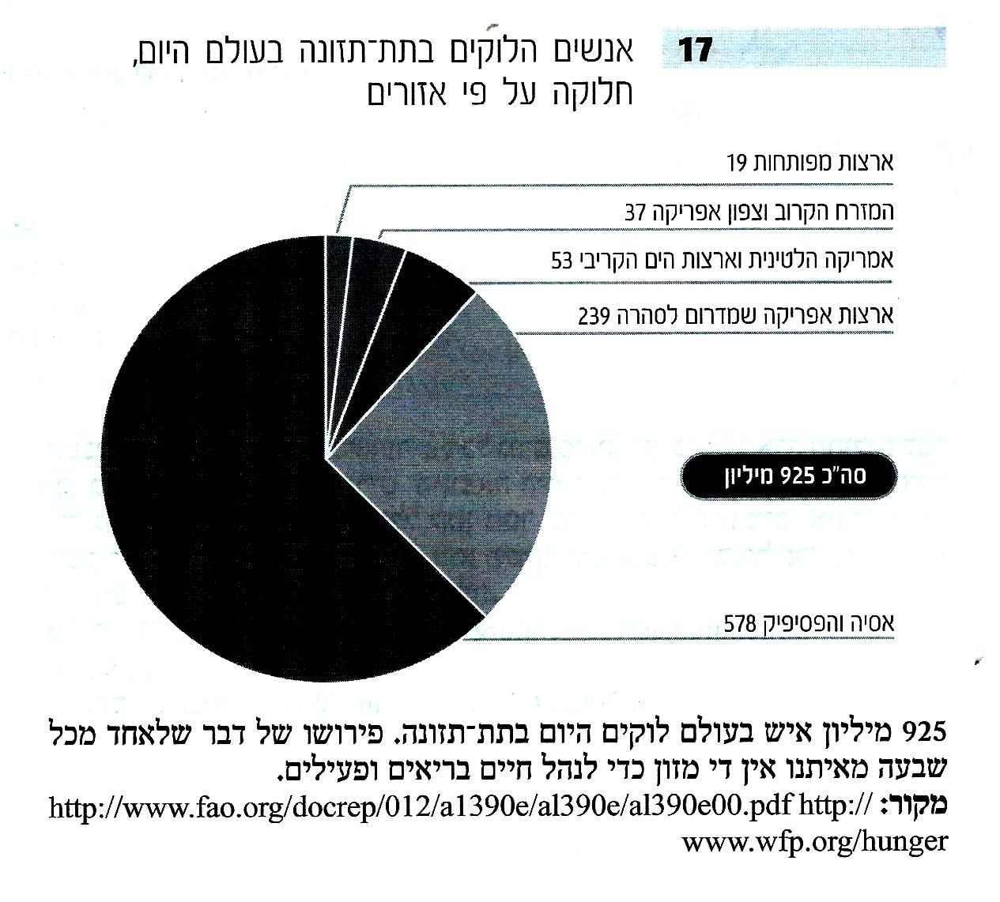 17
אנשים הלוקים בתת־תזונה בעולם היום,
חלוקה על פי אזורים
ארצות מפותחות 19
המזרח הקרוב וצפון אפריקה 37
אמריקה הלטינית וארצות הים הקריבי 53
ארצות אפריקה שמדרום לסהרה 239
סה"כ 925 מיליון
אסיה והפסיפיק 578
925 מיליון איש בעולם לוקים היום בתת־תזונה. פירושו של דבר שלאחד מכל
שבעה מאיתנו אין די מזון כדי לנהל חיים בריאים ופעילים.
מקור: http://www.fao.org/docrep/012/a1390e/al390e/al390e00.pdf http://
www.wfp.org/hunger